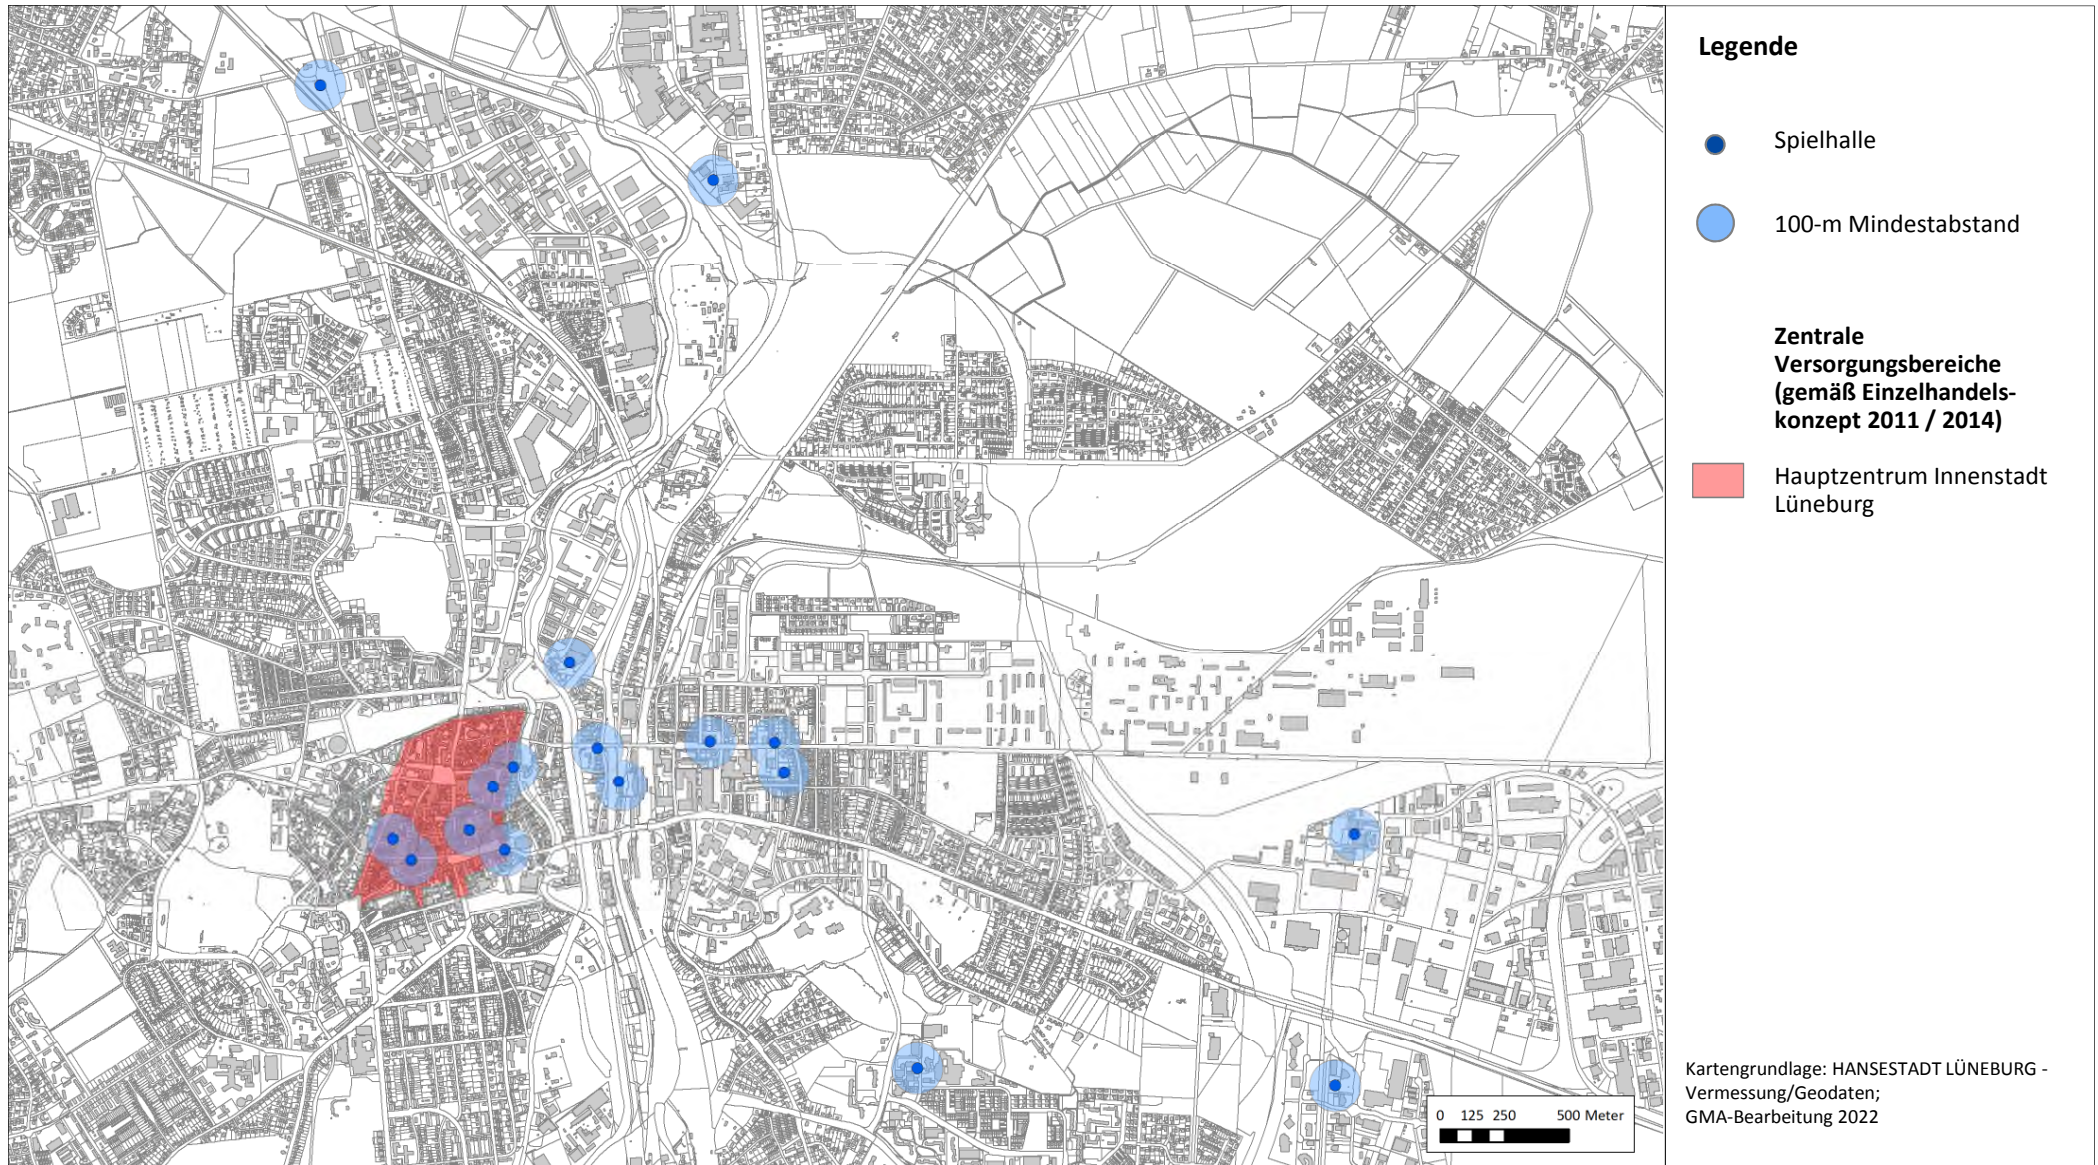 Legende
Spielhalle
100-m Mindestabstand
Zentrale
Versorgungsbereiche
(gemäß Einzelhandels-
konzept 2011 / 2014)
Hauptzentrum Innenstadt
Lüneburg
Kartengrundlage: HANSESTADT LÜNEBURG -
Vermessung/Geodaten;
GMA-Bearbeitung 2022
0 125 250 500 Meter